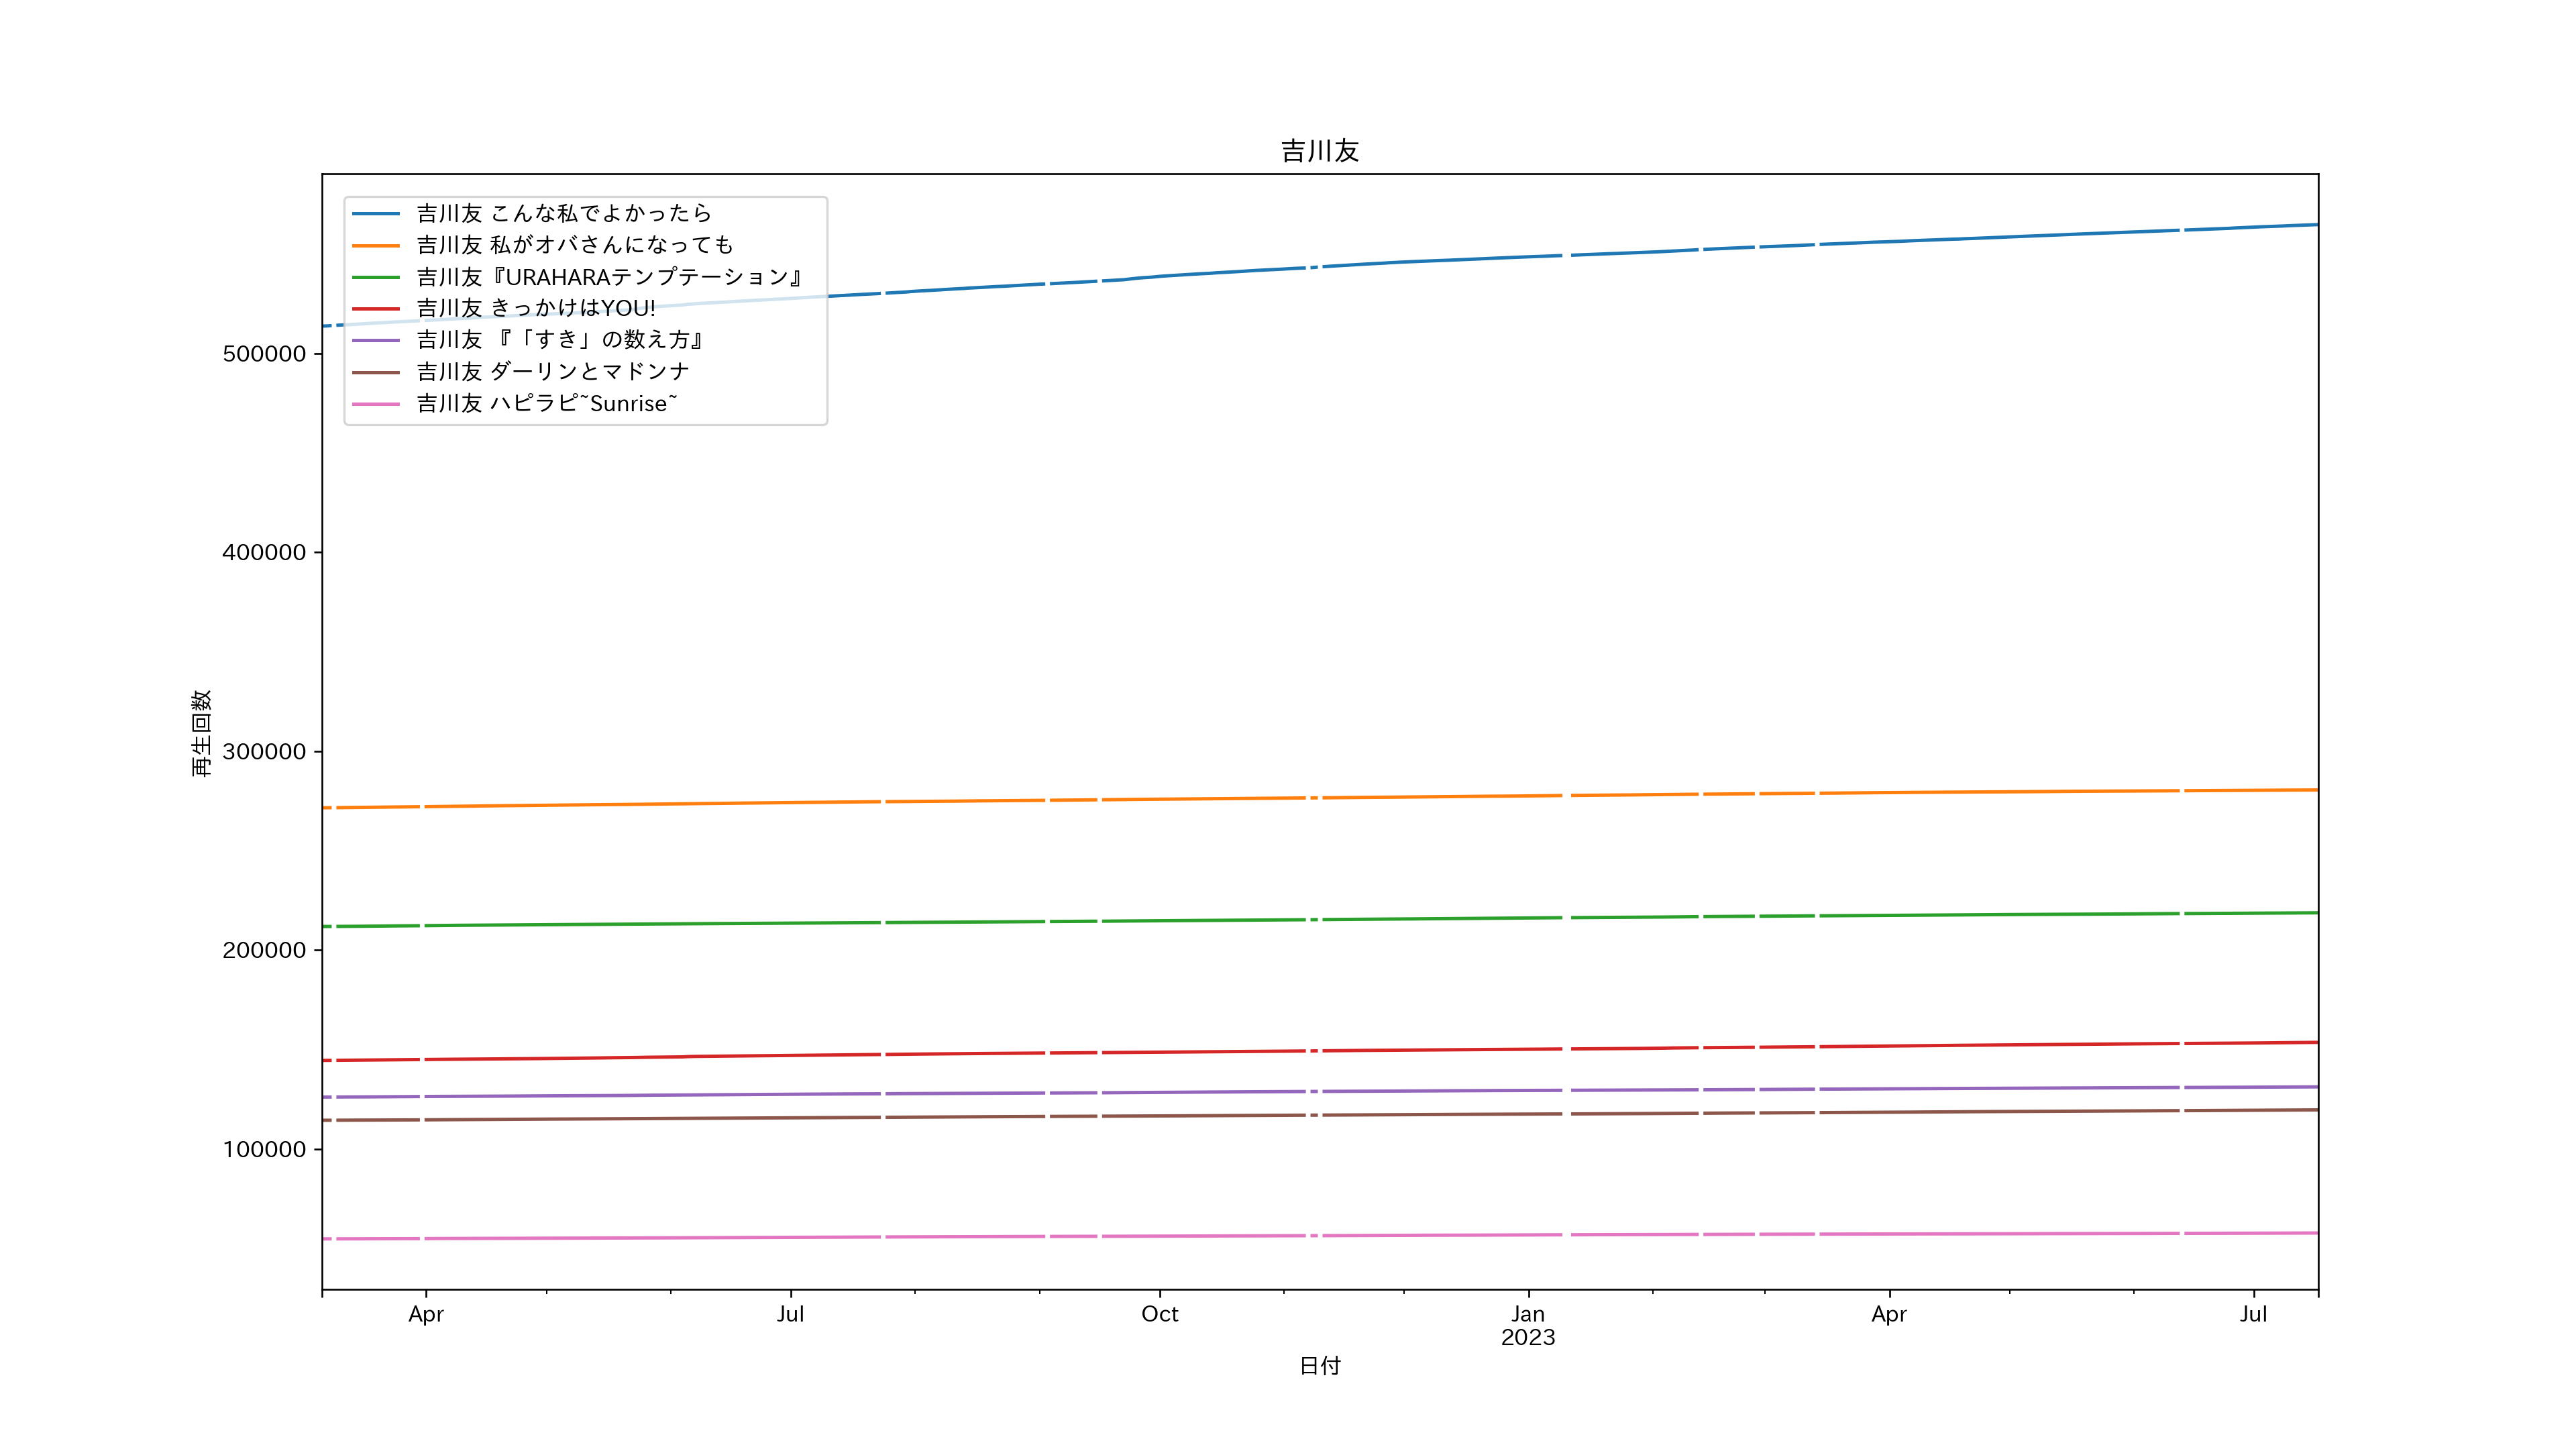 吉川友
吉川友 こんな私でよかったら
吉川友 私がオバさんになっても
吉川友『URAHARAテンプテーション』
吉川友 きっかけはYOU!
吉川友 『「すき」の数え方』
吉川友 ダーリンとマドンナ
吉川友 ハピラピ~Sunrise~
再生回数
500000
400000
300000
200000
100000
Apr Jul Oct Jan Apr Jul
2023
日付